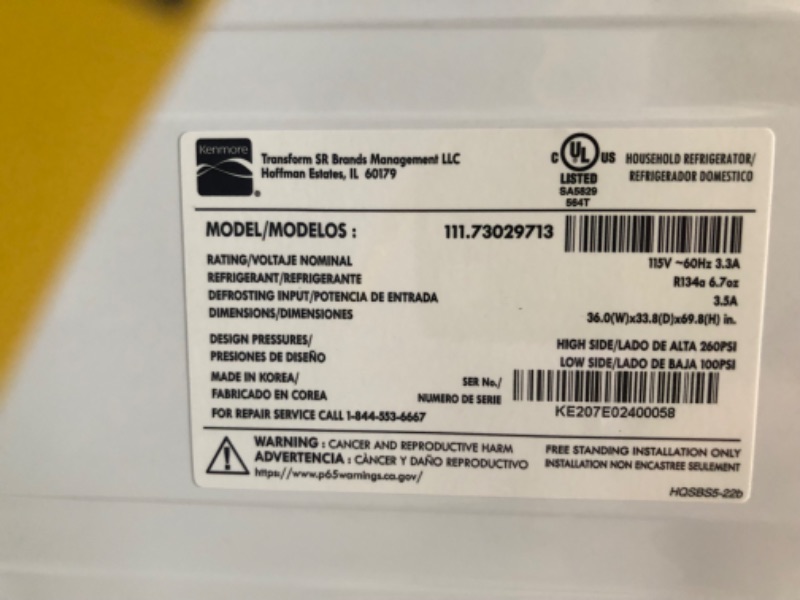 Kenmore
Transform SR Brands Management LLC
Hoffman Estates, IL 60179
C UL US
LISTED
SA5829
564T
HOUSEHOLD REFRIGERATOR/
REFRIGERADOR DOMESTICO
MODEL/MODELOS : 111.73029713
RATING/VOLTAJE NOMINAL 115V ~60Hz 3.3A
REFRIGERANT/REFRIGERANTE R134a 6.7oz
DEFROSTING INPUT/POTENCIA DE ENTRADA 3.5A
DIMENSIONS/DIMENSIONES 36.0(W)x33.8(D)x69.8(H) in.
DESIGN PRESSURES/ HIGH SIDE/LADO DE ALTA 260PSI
PRESIONES DE DISEÑO LOW SIDE/LADO DE BAJA 100PSI
MADE IN KOREA/ SER No./
FABRICADO EN COREA NUMERO DE SERIE
KE207E02400058
FOR REPAIR SERVICE CALL 1-844-553-6667
WARNING : CANCER AND REPRODUCTIVE HARM
ADVERTENCIA : CÁNCER Y DAÑO REPRODUCTIVO
https://www.p65warnings.ca.gov/
FREE STANDING INSTALLATION ONLY
INSTALLATION NON ENCASTREE SEULEMENT
HQSBS5-22b